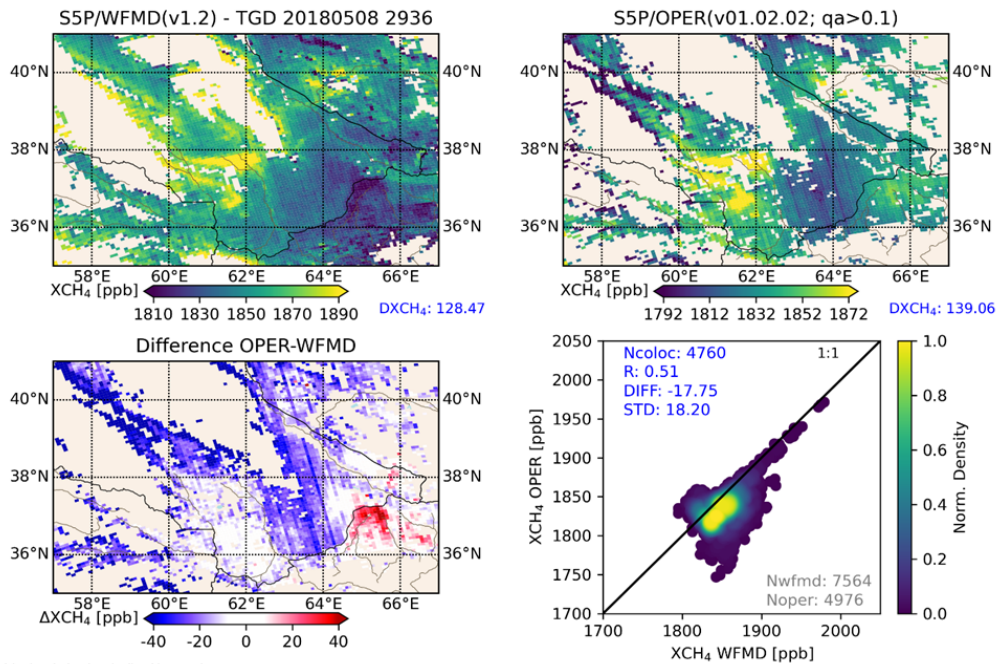 S5P/WFMD(v1.2) - TGD 20180508 2936
40°N
38°N
36°N
58°E 60°E 62°E 64°E 66°E
XCH₄ [ppb]
1810 1830 1850 1870 1890
DXCH₄: 128.47
S5P/OPER(v01.02.02; qa>0.1)
40°N 40°N
38°N 38°N
36°N 36°N
58°E 60°E 62°E 64°E 66°E
XCH₄ [ppb]
1792 1812 1832 1852 1872
DXCH₄: 139.06
Difference OPER-WFMD
40°N 40°N
38°N 38°N
36°N 36°N
58°E 60°E 62°E 64°E 66°E
ΔXCH₄ [ppb]
-40 -20 0 20 40
XCH₄ OPER [ppb]
2050
2000
1950
1900
1850
1800
1750
1700
Ncoloc: 4760
R: 0.51
DIFF: -17.75
STD: 18.20
1:1
Nwfmd: 7564
Noper: 4976
1700 1800 1900 2000
XCH₄ WFMD [ppb]
1.0
0.8
0.6
0.4
0.2
0.0
Norm. Density